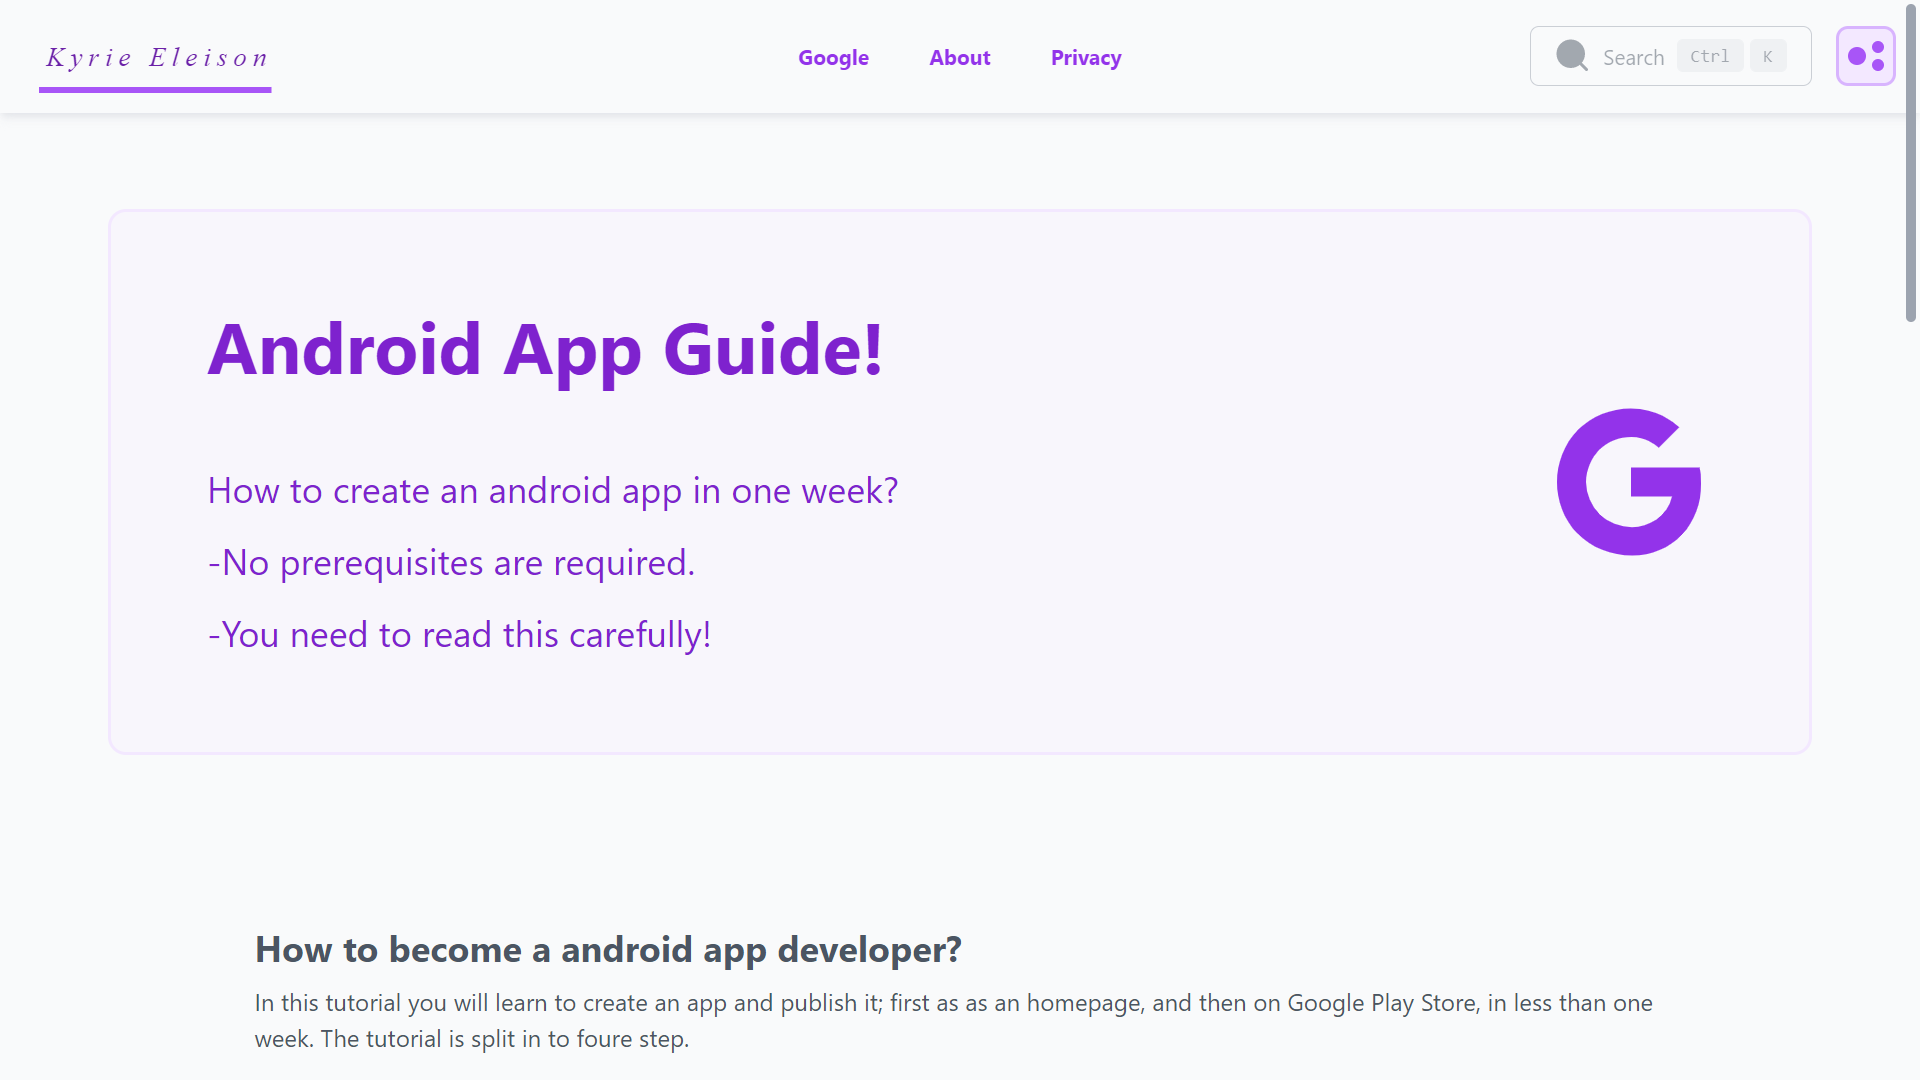 Kyrie Eleison
Google
About
Privacy
Search
Ctrl
K
Android App Guide!
How to create an android app in one week?
-No prerequisites are required.
-You need to read this carefully!
How to become a android app developer?
In this tutorial you will learn to create an app and publish it; first as as an homepage, and then on Google Play Store, in less than one
week. The tutorial is split in to foure step.